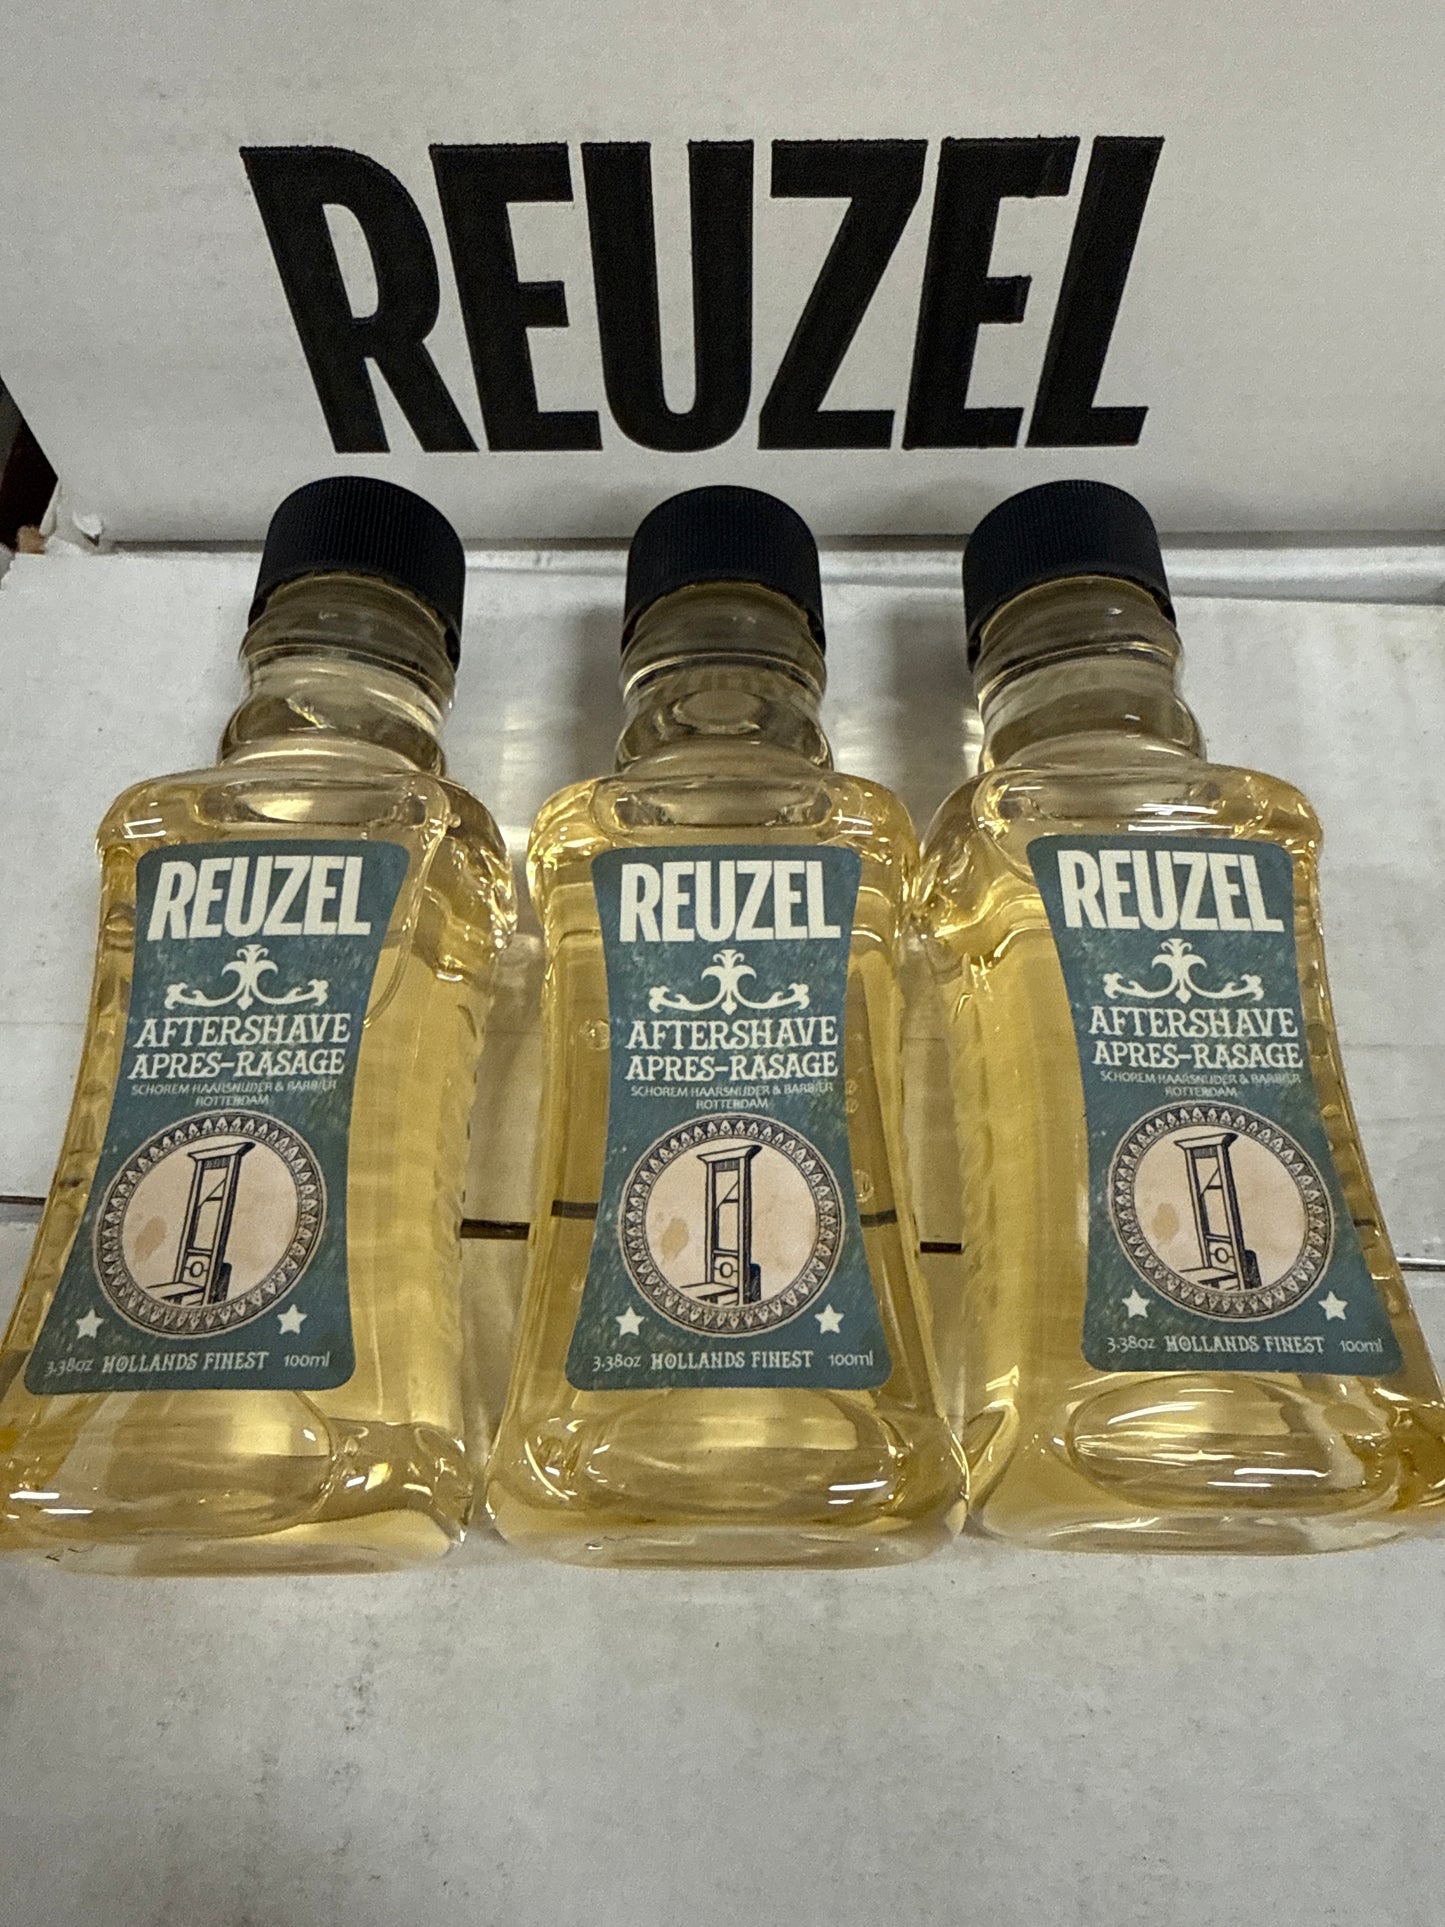 REUZEL
REUZEL
AFTERSHAVE
APRES-RASAGE
SCHOREM HAARSNIJDER & BARBIER
ROTTERDAM
3.38oz HOLLANDS FINEST 100ml
REUZEL
AFTERSHAVE
APRES-RASAGE
SCHOREM HAARSNIJDER & BARBIER
ROTTERDAM
3.38oz HOLLANDS FINEST 100ml
REUZEL
AFTERSHAVE
APRES-RASAGE
SCHOREM HAARSNIJDER & BARBIER
ROTTERDAM
3.38oz HOLLANDS FINEST 100ml